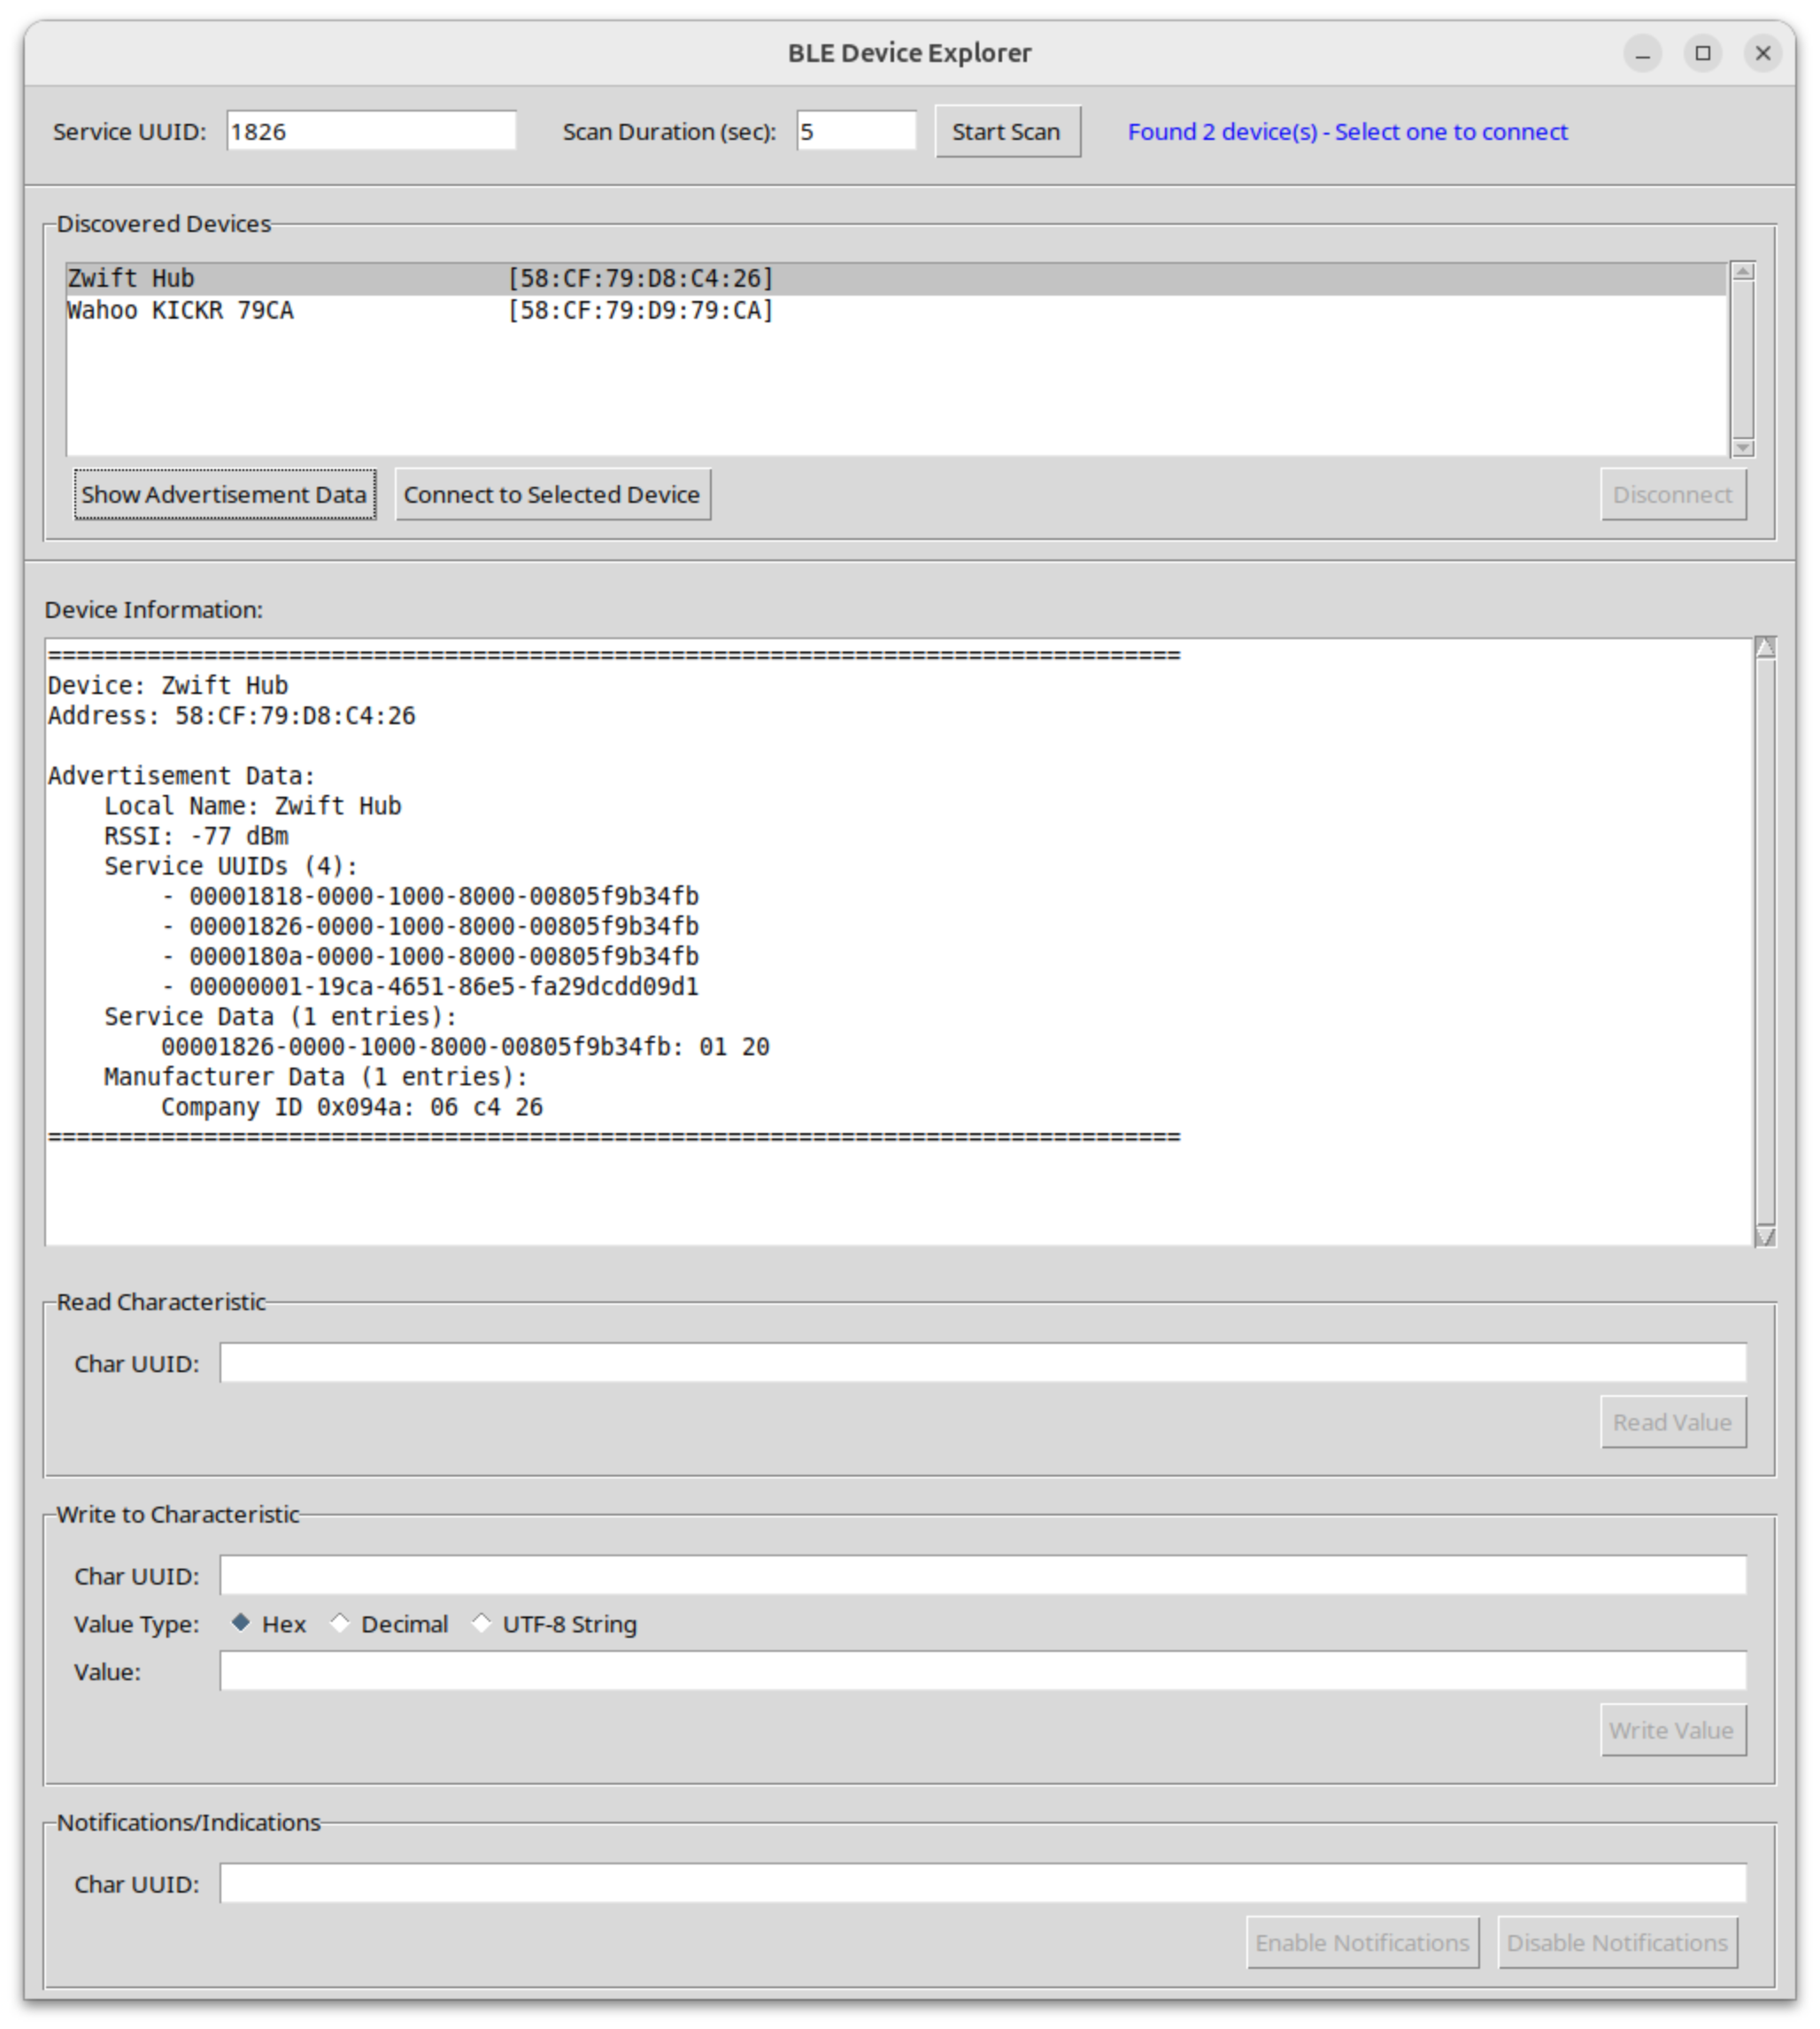 BLE Device Explorer
Service UUID: 1826 Scan Duration (sec): 5 Start Scan Found 2 device(s) - Select one to connect
Discovered Devices
Zwift Hub                      [58:CF:79:D8:C4:26]
Wahoo KICKR 79CA               [58:CF:79:D9:79:CA]
Show Advertisement Data Connect to Selected Device Disconnect
Device Information:
================================================================================
Device: Zwift Hub
Address: 58:CF:79:D8:C4:26
Advertisement Data:
    Local Name: Zwift Hub
    RSSI: -77 dBm
    Service UUIDs (4):
        - 00001818-0000-1000-8000-00805f9b34fb
        - 00001826-0000-1000-8000-00805f9b34fb
        - 0000180a-0000-1000-8000-00805f9b34fb
        - 00000001-19ca-4651-86e5-fa29dcdd09d1
    Service Data (1 entries):
        00001826-0000-1000-8000-00805f9b34fb: 01 20
    Manufacturer Data (1 entries):
        Company ID 0x094a: 06 c4 26
================================================================================
Read Characteristic
Char UUID:
Read Value
Write to Characteristic
Char UUID:
Value Type: Hex Decimal UTF-8 String
Value:
Write Value
Notifications/Indications
Char UUID:
Enable Notifications Disable Notifications